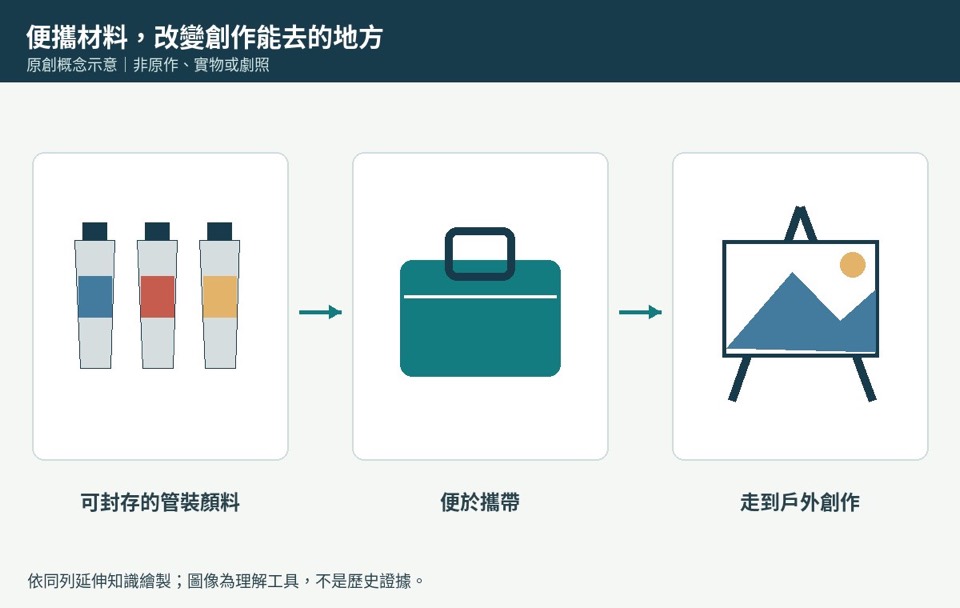 便攜材料，改變創作能去的地方
原創概念示意｜非原作、實物或劇照
可封存的管裝顏料
便於攜帶
走到戶外創作
依同列延伸知識繪製；圖像為理解工具，不是歷史證據。